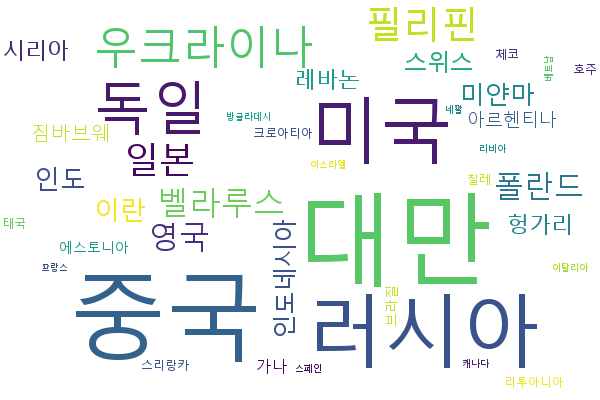 시리아
우크라이나
필리핀
체코
베트남
호주
스위스
레바논
미얀마
독일
미국
네팔
아르헨티나
방글라데시
크로아티아
짐바브웨
일본
리비아
이스라엘
인도
칠레
폴란드
이란
벨라루스
대만
헝가리
태국
영국
인도네시아
에스토니아
프랑스
중국
러시아
브라질
이탈리아
스리랑카
가나
스페인
캐나다
리투아니아